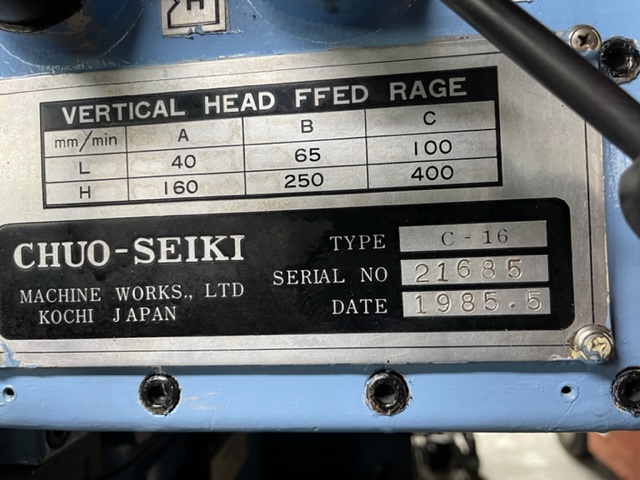 VERTICAL HEAD FFED RAGE
mm/min A B C
L 40 65 100
H 160 250 400
CHUO-SEIKI
MACHINE WORKS., LTD
KOCHI JAPAN
TYPE C-16
SERIAL NO 21685
DATE 1985.5